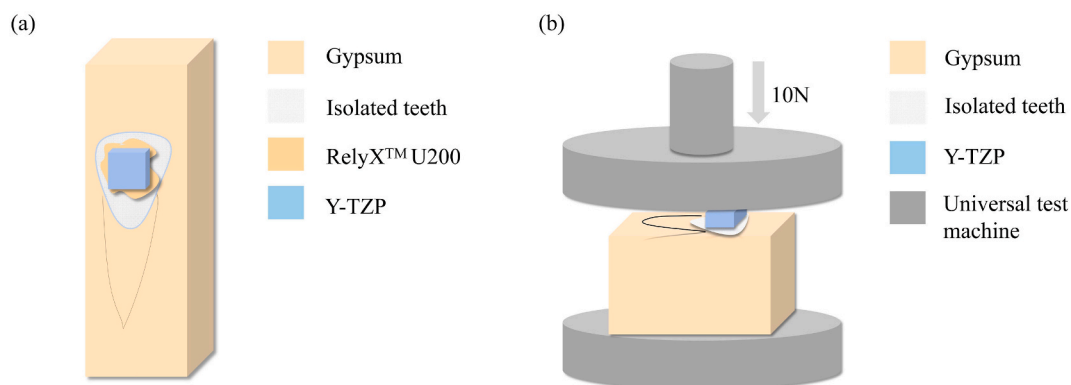 (a)
Gypsum
Isolated teeth
RelyX™ U200
Y-TZP
(b)
10N
Gypsum
Isolated teeth
Y-TZP
Universal test
machine